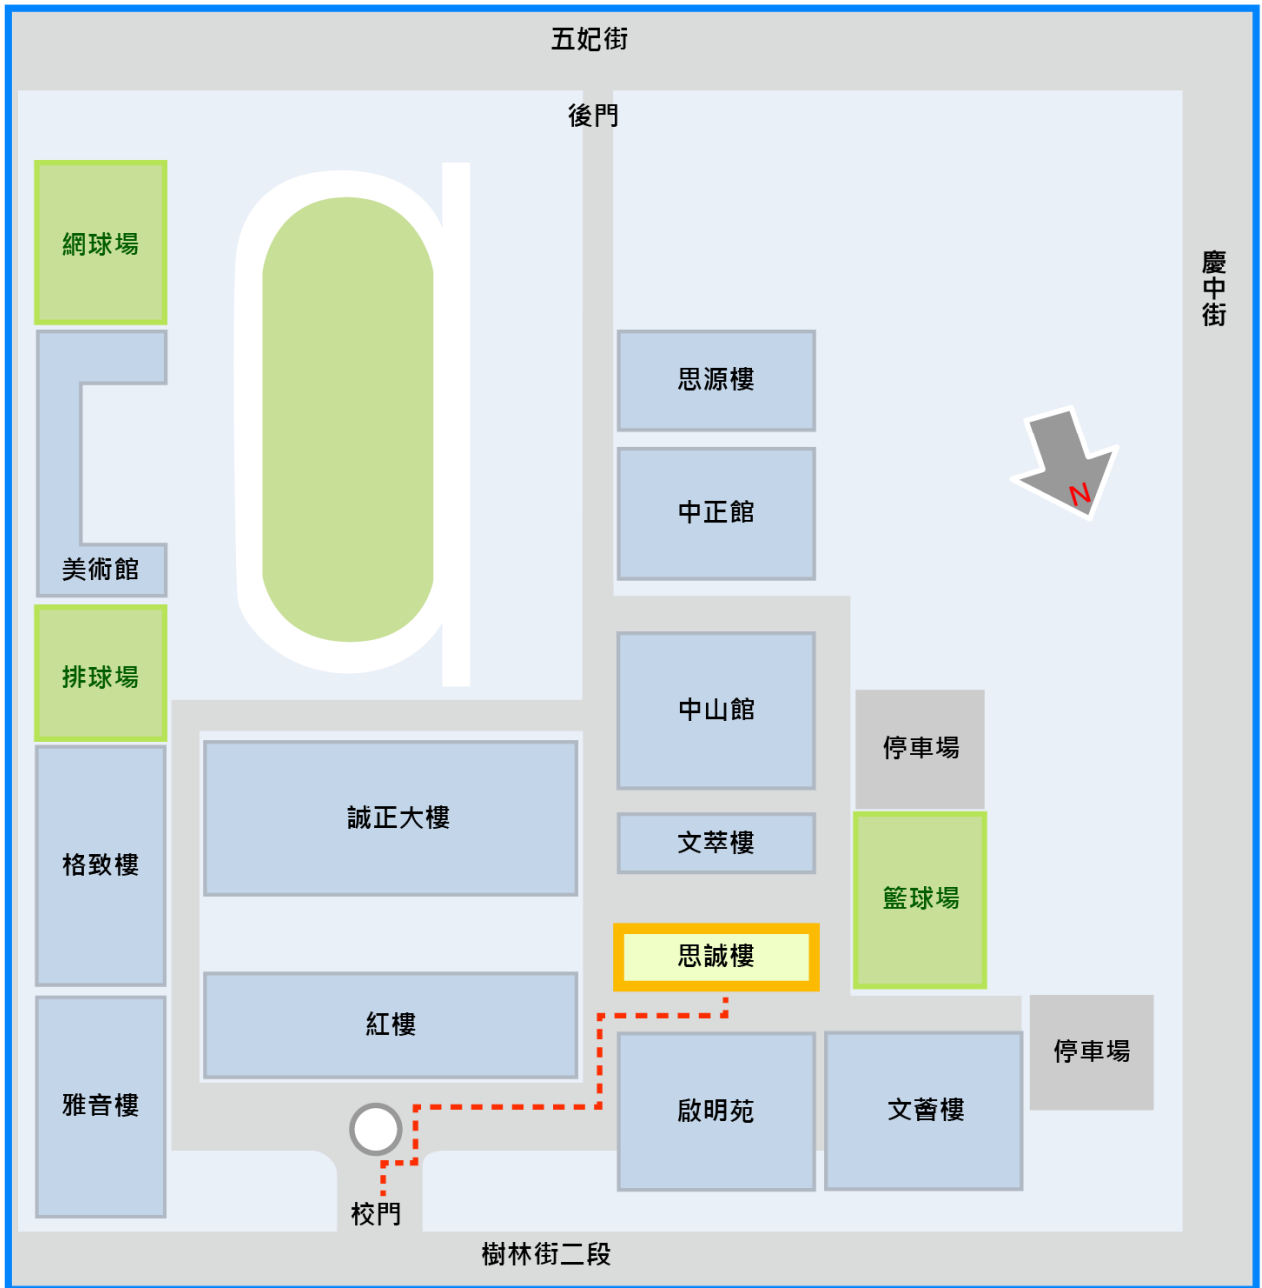 五妃街
後門
網球場
慶中街
思源樓
N
中正館
美術館
排球場
中山館
停車場
誠正大樓
文萃樓
格致樓
籃球場
思誠樓
紅樓
停車場
雅音樓
啟明苑
文薈樓
校門
樹林街二段